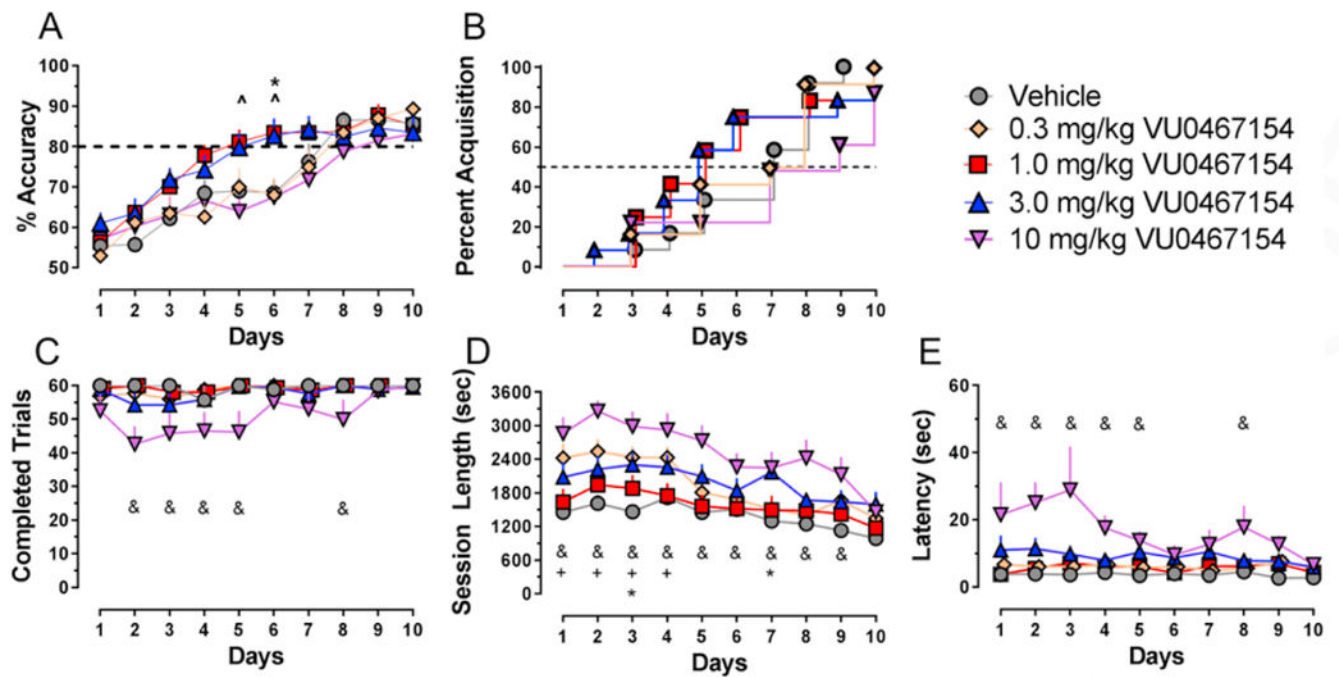 A
% Accuracy
100
90
80
70
60
50
^
*
^
1 2 3 4 5 6 7 8 9 10
Days
B
Percent Acquisition
100
80
60
40
20
0
1 2 3 4 5 6 7 8 9 10
Days
Vehicle
0.3 mg/kg VU0467154
1.0 mg/kg VU0467154
3.0 mg/kg VU0467154
10 mg/kg VU0467154
C
Completed Trials
60
50
40
30
20
10
0
& & & & &
1 2 3 4 5 6 7 8 9 10
Days
D
Session Length (sec)
3600
3000
2400
1800
1200
600
0
& & & & & & & & &
+ + + + *
*
1 2 3 4 5 6 7 8 9 10
Days
E
Latency (sec)
60
40
20
0
& & & & & &
1 2 3 4 5 6 7 8 9 10
Days